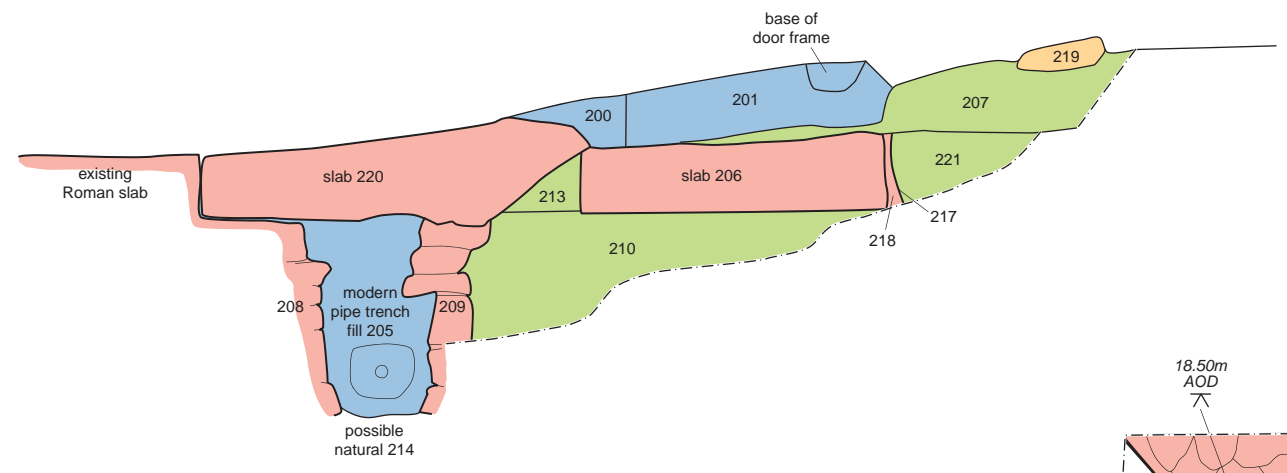 base of
door frame
219
201
207
200
existing
Roman slab
slab 220
slab 206
221
213
217
218
210
208
modern
pipe trench
fill 205
209
possible
natural 214
18.50m
AOD